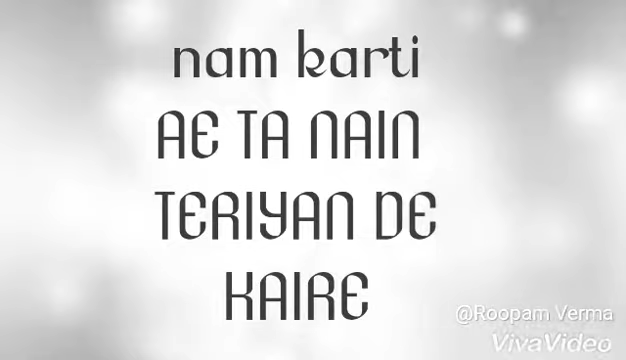 nam karti
AE TA NAIN
TERIYAN DE
KAIRE
@Roopam Verma
VivaVideo